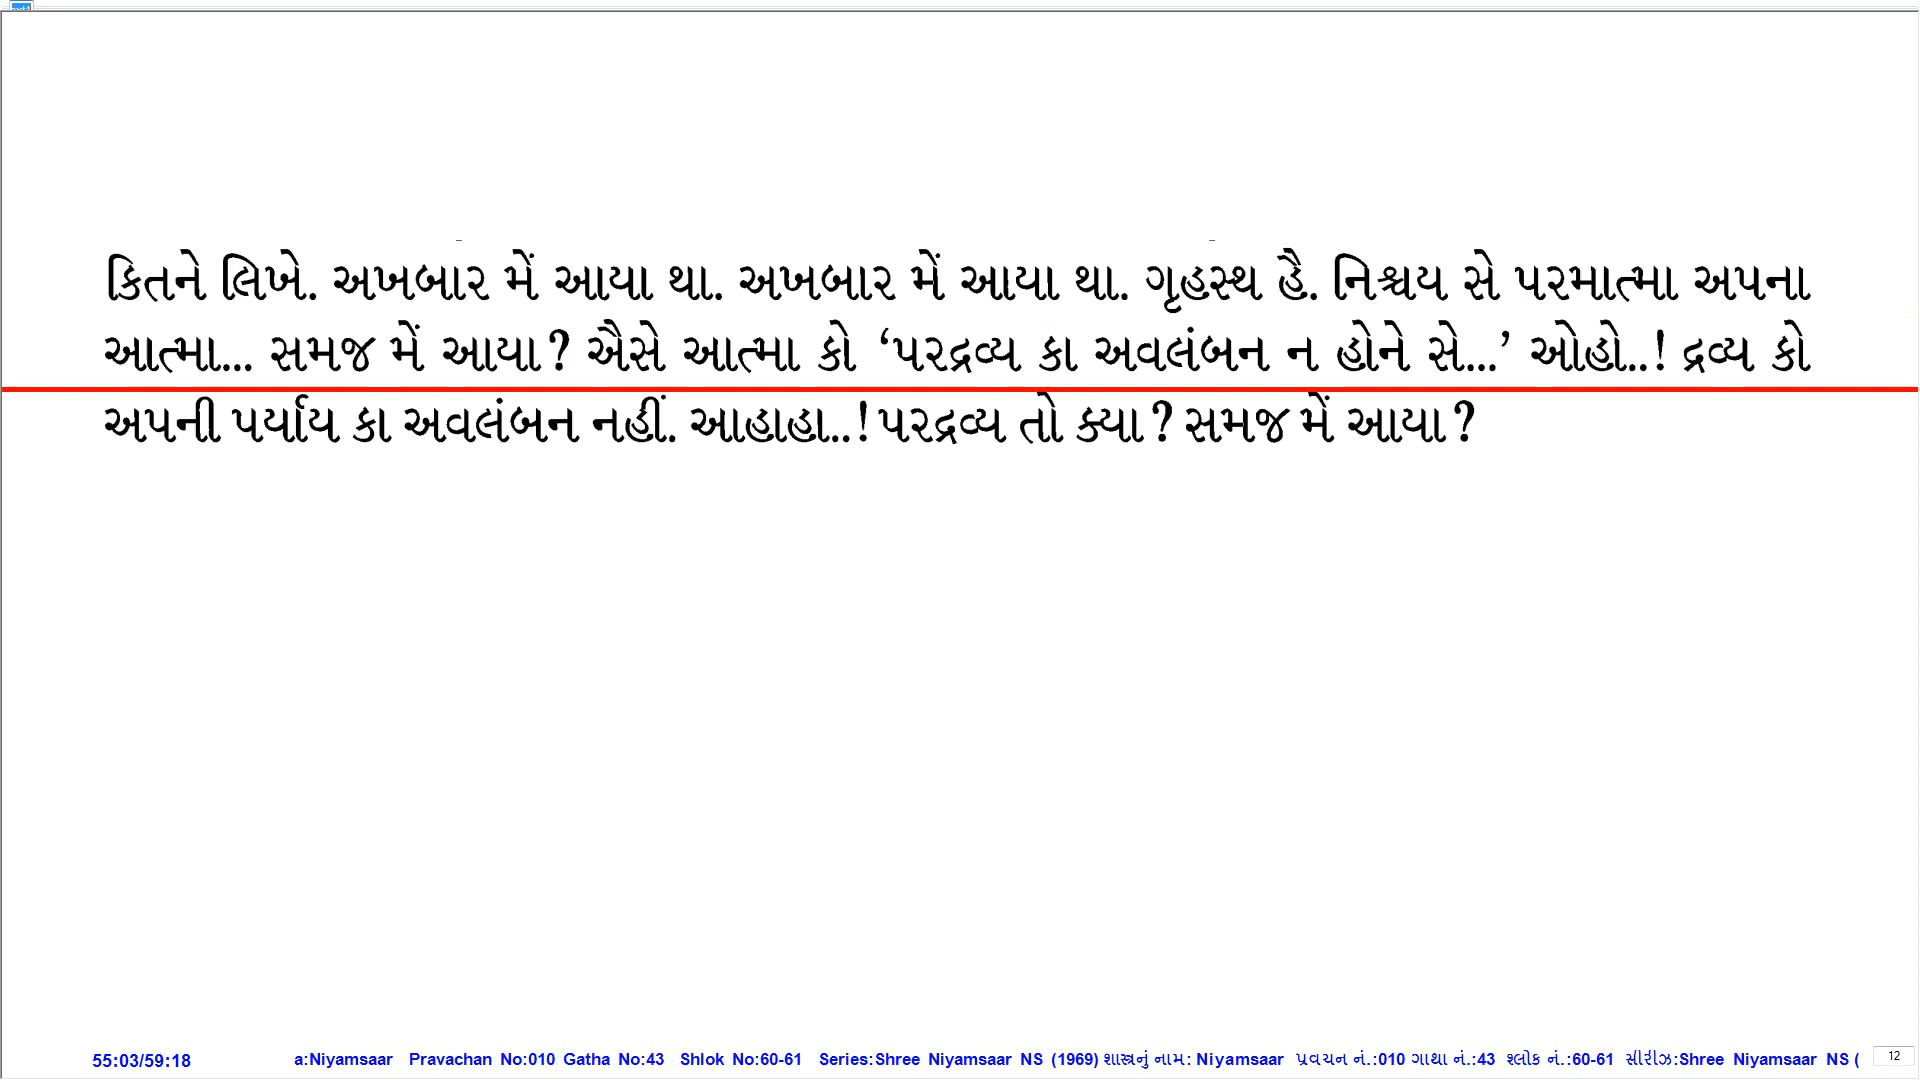 કિતને લિખે. અખબાર મેં આયા થા. અખબાર મેં આયા થા. ગૃહસ્થ હૈ. નિશ્ચય સે પરમાત્મા અપના
આત્મા... સમજ મેં આયા? ઐસે આત્મા કો ‘પરદ્રવ્ય કા અવલંબન ન હોને સે...’ ઓહો..! દ્રવ્ય કો
અપની પર્યાય કા અવલંબન નહીં. આહાહા..! પરદ્રવ્ય તો ક્યા? સમજ મેં આયા?
55:03/59:18 a:Niyamsaar Pravachan No:010 Gatha No:43 Shlok No:60-61 Series:Shree Niyamsaar NS (1969) શાસ્ત્રનું નામ: Niyamsaar પ્રવચન નં.:010 ગાથા નં.:43 શ્લોક નં.:60-61 સીરીઝ:Shree Niyamsaar NS ( 12